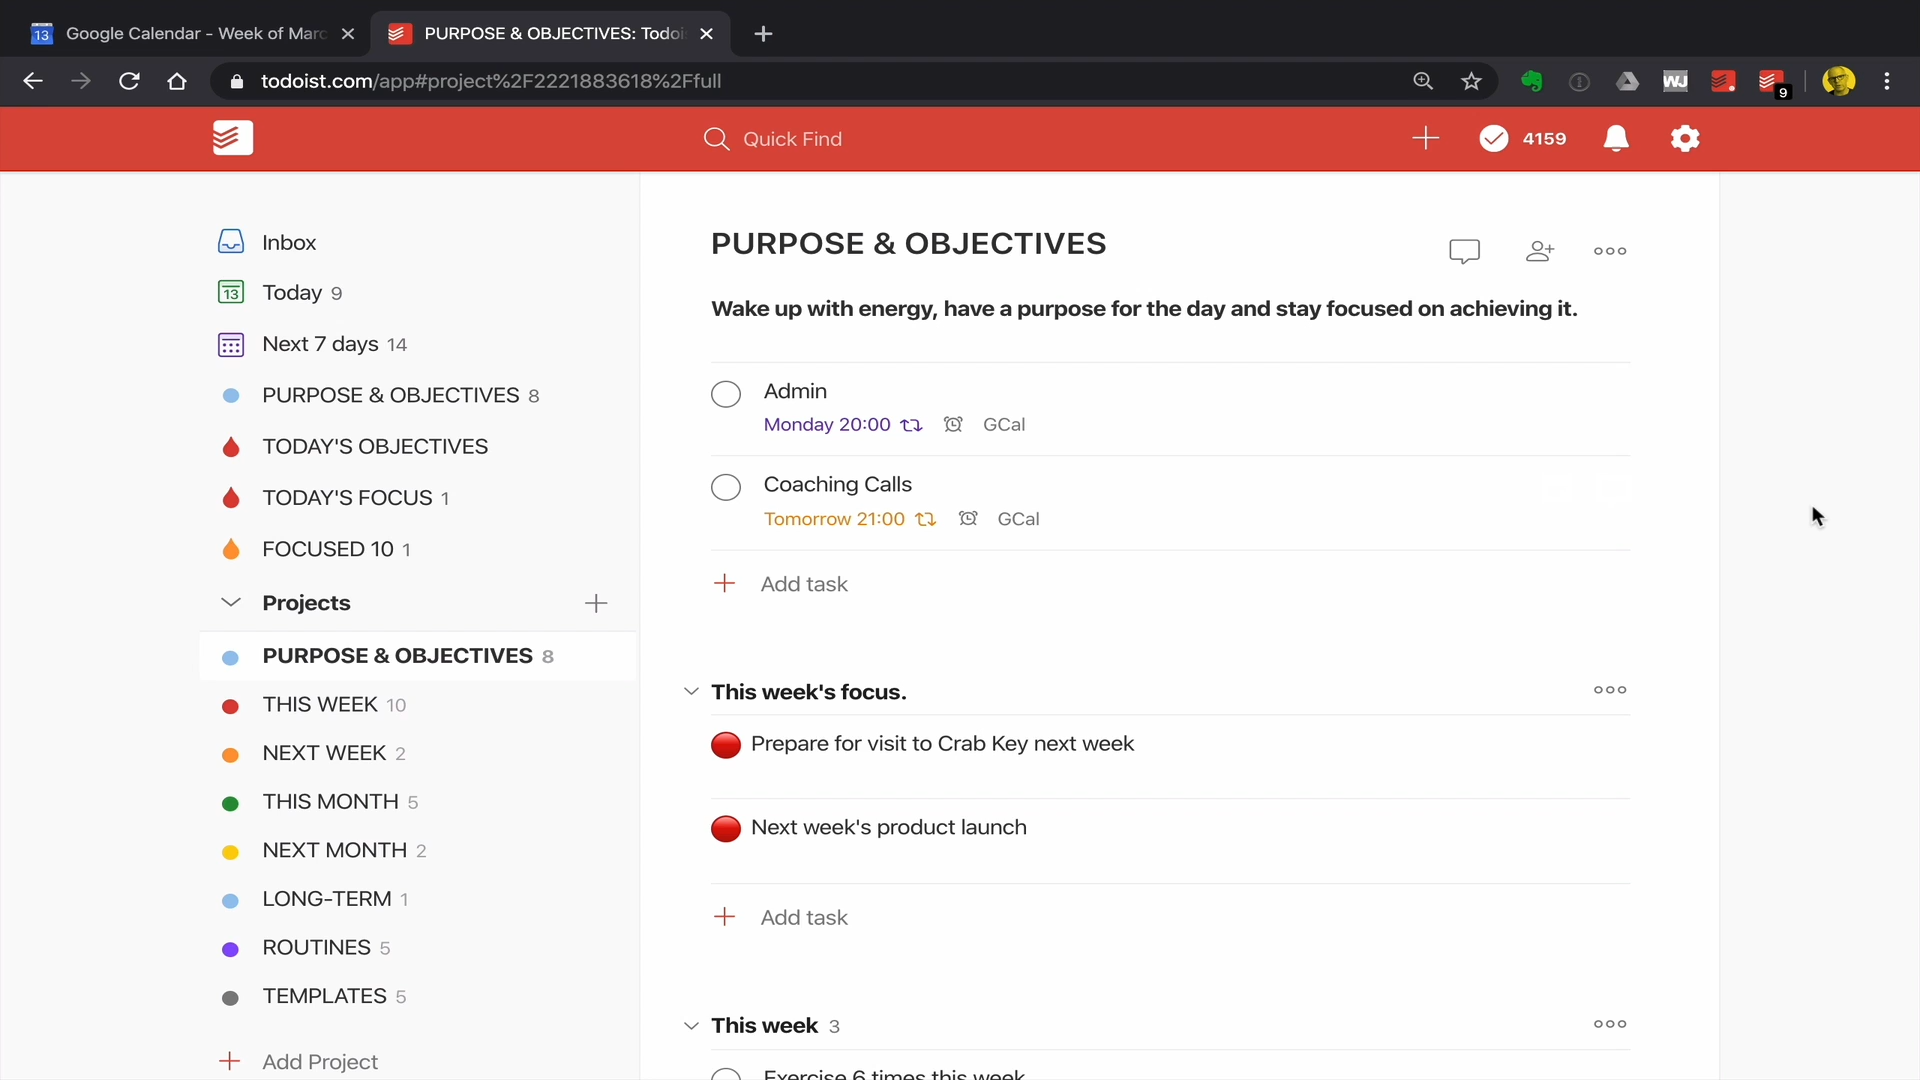 13 Google Calendar - Week of Marc
PURPOSE & OBJECTIVES: Todoi
todoist.com/app#project%2F2221883618%2Ffull
WJ
9
Quick Find
4159
Inbox
13 Today 9
Next 7 days 14
PURPOSE & OBJECTIVES 8
TODAY'S OBJECTIVES
TODAY'S FOCUS 1
FOCUSED 10 1
Projects
PURPOSE & OBJECTIVES 8
THIS WEEK 10
NEXT WEEK 2
THIS MONTH 5
NEXT MONTH 2
LONG-TERM 1
ROUTINES 5
TEMPLATES 5
Add Project
PURPOSE & OBJECTIVES
Wake up with energy, have a purpose for the day and stay focused on achieving it.
Admin
Monday 20:00 GCal
Coaching Calls
Tomorrow 21:00 GCal
Add task
This week's focus.
Prepare for visit to Crab Key next week
Next week's product launch
Add task
This week 3
Exercise 6 times this week